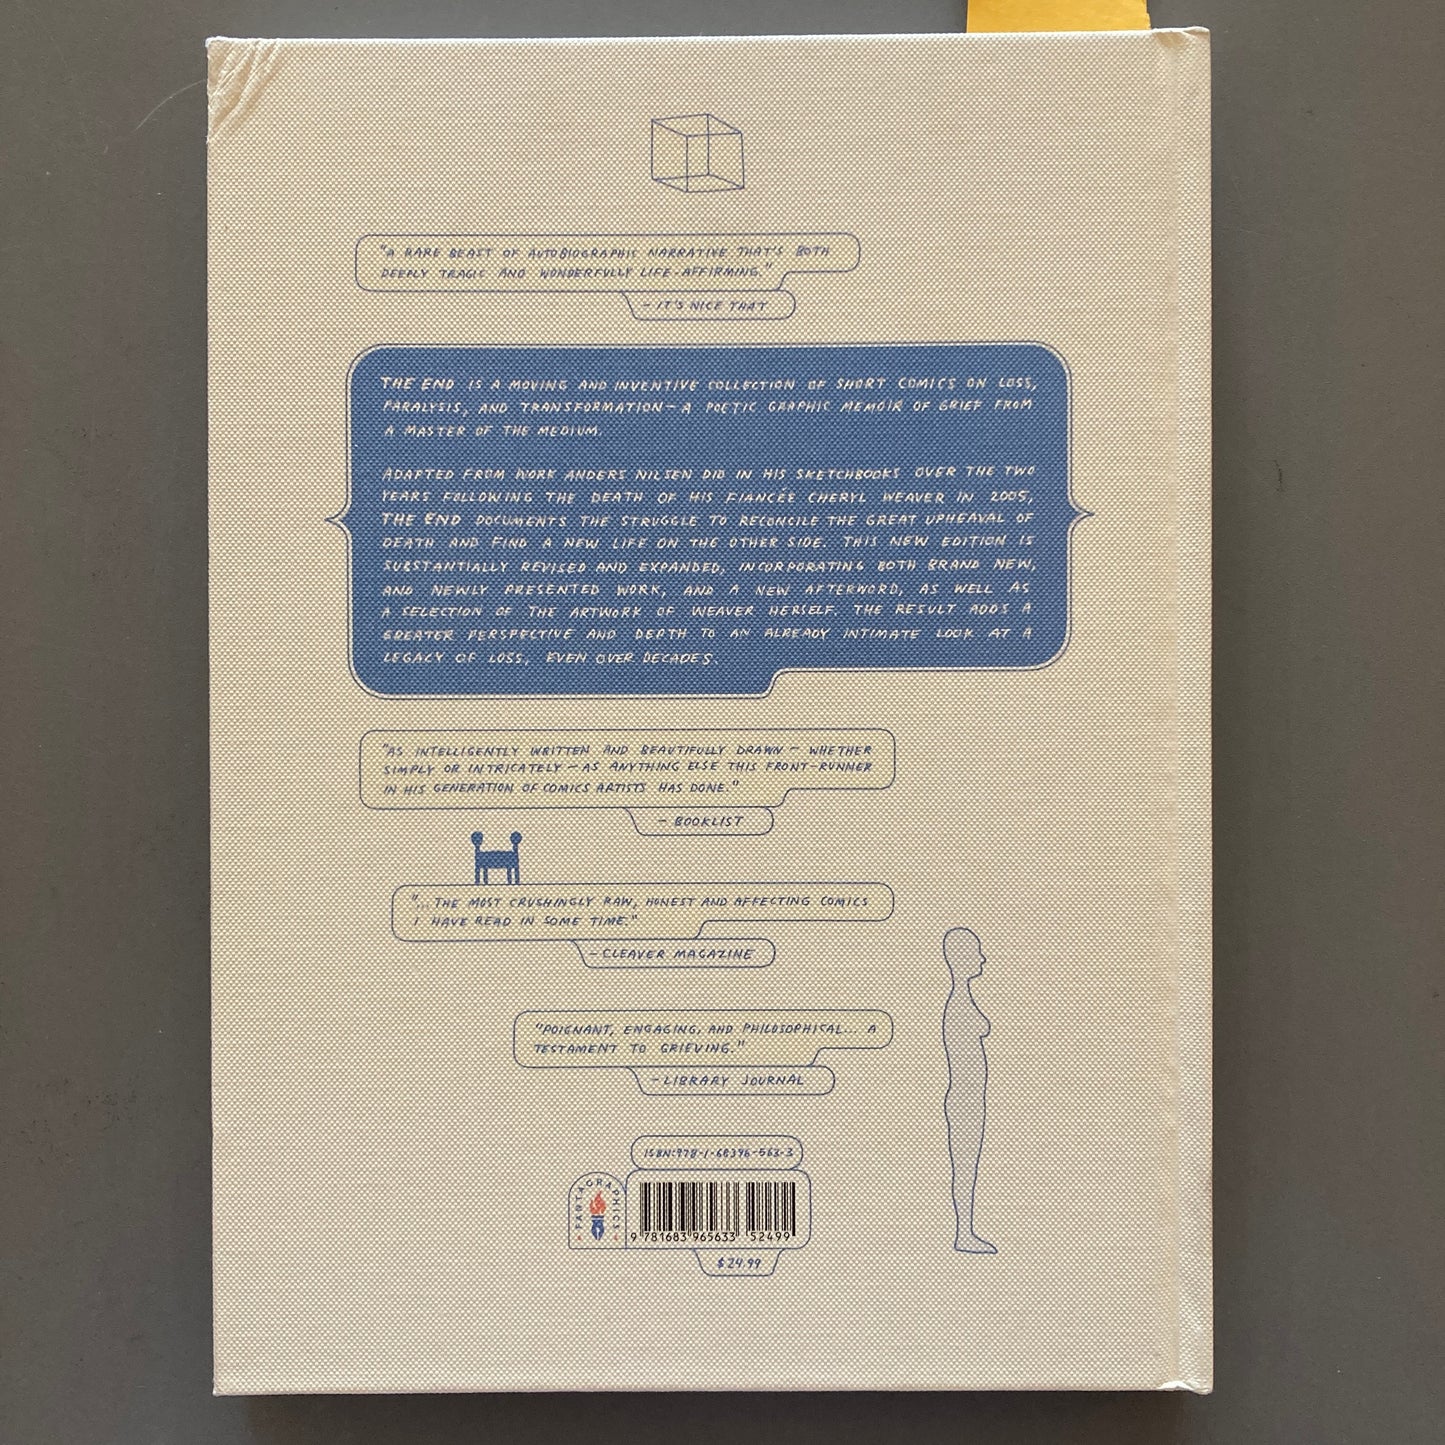 "A RARE BEAST OF AUTOBIOGRAPHIC NARRATIVE THAT'S BOTH
DEEPLY TRAGIC AND WONDERFULLY LIFE-AFFIRMING."
- IT'S NICE THAT
THE END IS A MOVING AND INVENTIVE COLLECTION OF SHORT COMICS ON LOSS,
PARALYSIS, AND TRANSFORMATION — A POETIC GRAPHIC MEMOIR OF GRIEF FROM
A MASTER OF THE MEDIUM.
ADAPTED FROM WORK ANDERS NILSEN DID IN HIS SKETCHBOOKS OVER THE TWO
YEARS FOLLOWING THE DEATH OF HIS FIANCÉE CHERYL WEAVER IN 2005,
THE END DOCUMENTS THE STRUGGLE TO RECONCILE THE GREAT UPHEAVAL OF
DEATH AND FIND A NEW LIFE ON THE OTHER SIDE. THIS NEW EDITION IS
SUBSTANTIALLY REVISED AND EXPANDED, INCORPORATING BOTH BRAND NEW,
AND NEWLY PRESENTED WORK, AND A NEW AFTERWORD, AS WELL AS
A SELECTION OF THE ARTWORK OF WEAVER HERSELF. THE RESULT ADDS A
GREATER PERSPECTIVE AND DEPTH TO AN ALREADY INTIMATE LOOK AT A
LEGACY OF LOSS, EVEN OVER DECADES.
"AS INTELLIGENTLY WRITTEN AND BEAUTIFULLY DRAWN — WHETHER
SIMPLY OR INTRICATELY — AS ANYTHING ELSE THIS FRONT-RUNNER
IN HIS GENERATION OF COMICS ARTISTS HAS DONE."
- BOOKLIST
"...THE MOST CRUSHINGLY RAW, HONEST AND AFFECTING COMICS
I HAVE READ IN SOME TIME."
- CLEAVER MAGAZINE
"POIGNANT, ENGAGING, AND PHILOSOPHICAL... A
TESTAMENT TO GRIEVING."
- LIBRARY JOURNAL
ISBN:978-1-68396-563-3
FANTAGRAPHICS
9 781683 965633 52499
$24.99